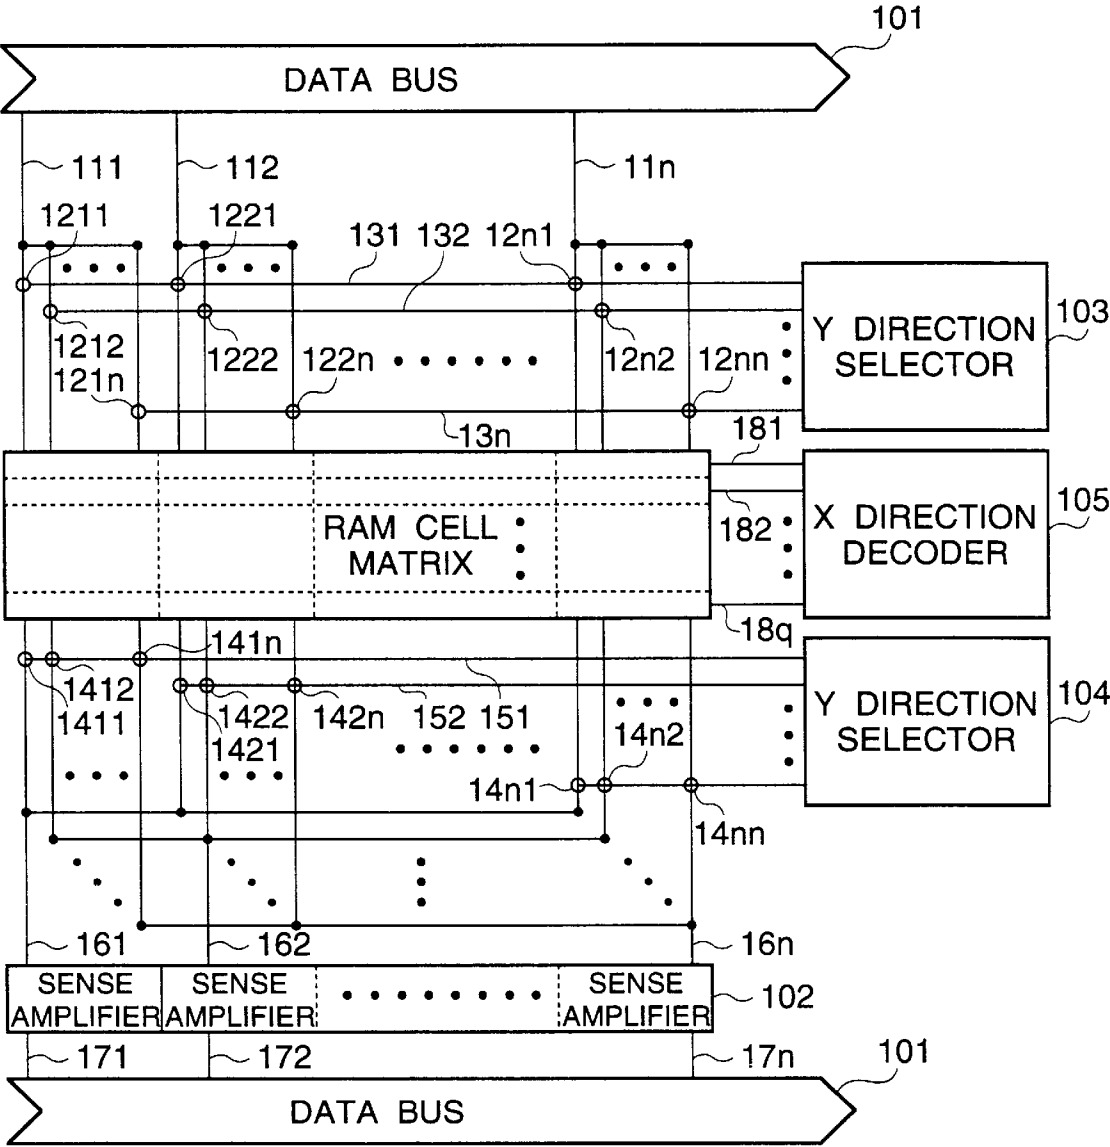 101
DATA BUS
111
112
11n
1211
1221
131
132
12n1
103
Y DIRECTION
SELECTOR
1212
1222
122n
12n2
12nn
121n
13n
181
182
105
X DIRECTION
DECODER
RAM CELL
MATRIX
18q
141n
1412
1411
1422
1421
142n
152
151
14n2
104
Y DIRECTION
SELECTOR
14n1
14nn
161
162
16n
SENSE
AMPLIFIER
SENSE
AMPLIFIER
SENSE
AMPLIFIER
102
171
172
17n
101
DATA BUS